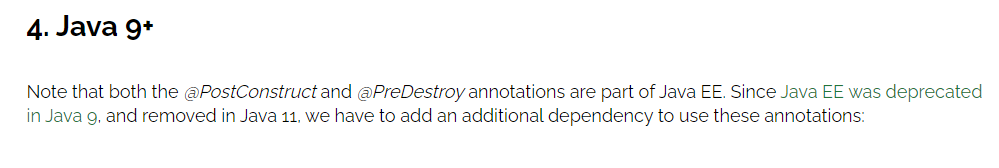 4. Java 9+
Note that both the @PostConstruct and @PreDestroy annotations are part of Java EE. Since Java EE was deprecated
in Java 9, and removed in Java 11, we have to add an additional dependency to use these annotations: